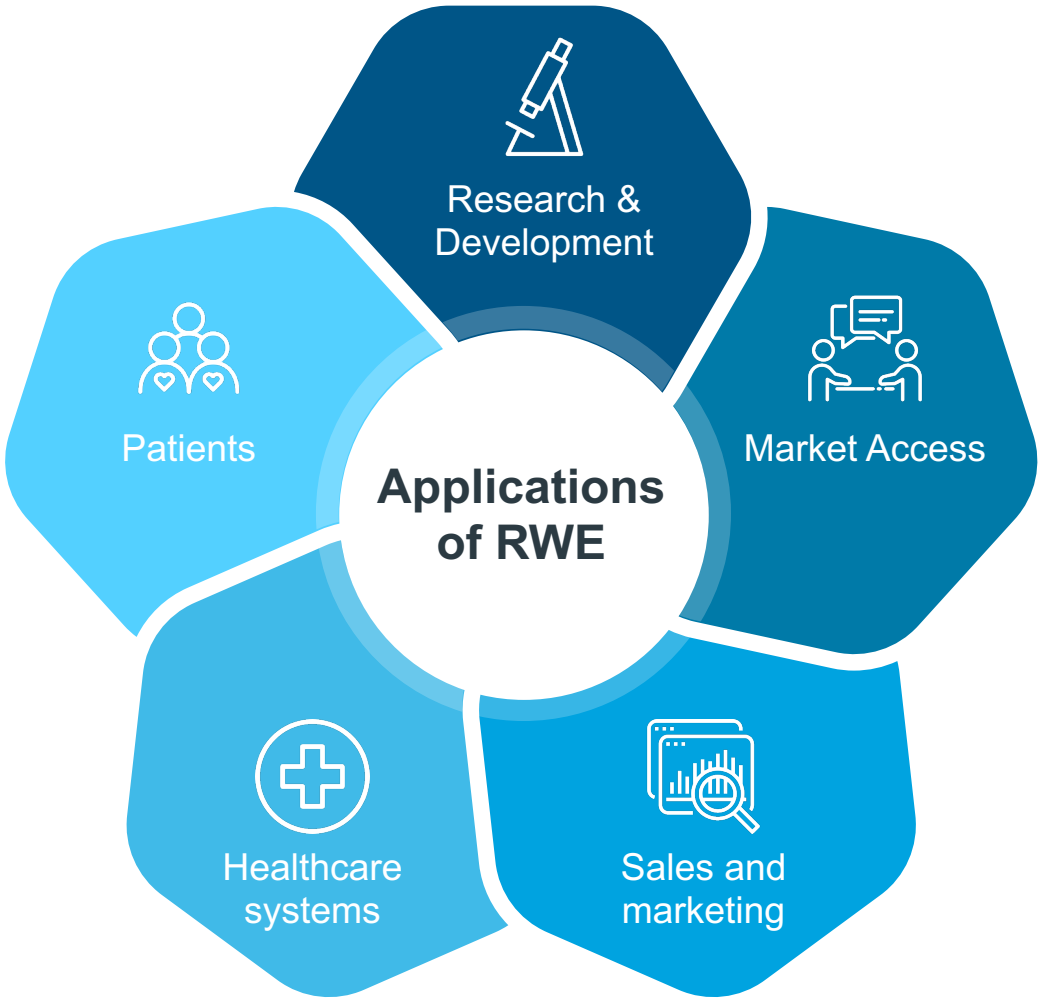 Research &
Development
Market Access
Sales and
marketing
Healthcare
systems
Patients
Applications
of RWE